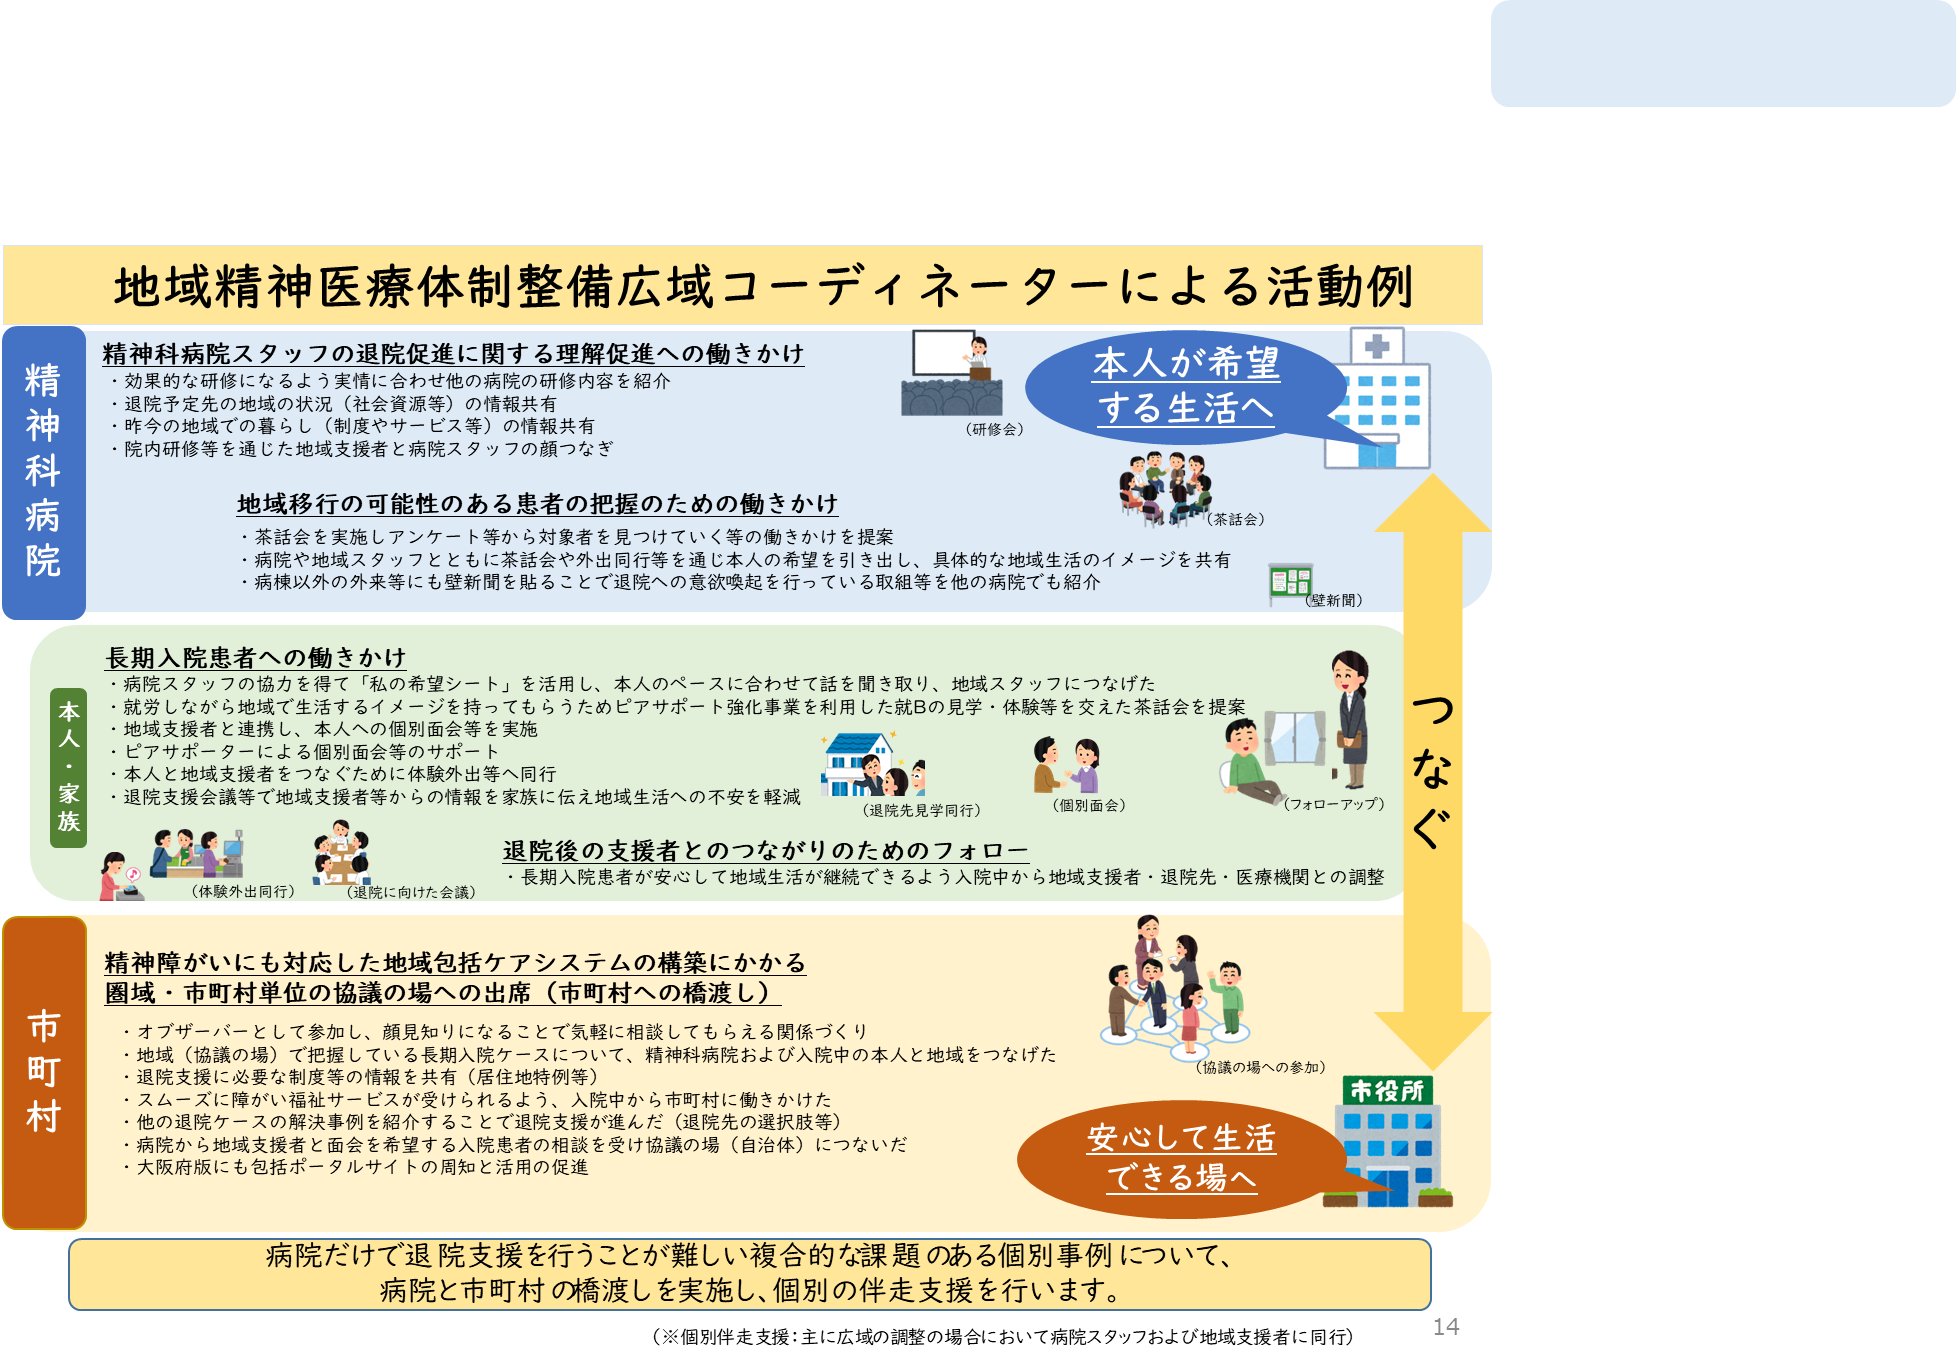 地域精神医療体制整備広域コーディネーターによる活動例
精神科病院
精神科病院スタッフの退院促進に関する理解促進への働きかけ
・効果的な研修になるよう実情に合わせ他の病院の研修内容を紹介
・退院予定先の地域の状況（社会資源等）の情報共有
・昨今の地域での暮らし（制度やサービス等）の情報共有
・院内研修等を通じた地域支援者と病院スタッフの顔つなぎ
（研修会）
本人が希望
する生活へ
地域移行の可能性のある患者の把握のための働きかけ
（茶話会）
・茶話会を実施しアンケート等から対象者を見つけていく等の働きかけを提案
・病院や地域スタッフとともに茶話会や外出同行等を通じ本人の希望を引き出し、具体的な地域生活のイメージを共有
・病棟以外の外来等にも壁新聞を貼ることで退院への意欲喚起を行っている取組等を他の病院でも紹介
（壁新聞）
つなぐ
本人・家族
長期入院患者への働きかけ
・病院スタッフの協力を得て「私の希望シート」を活用し、本人のペースに合わせて話を聞き取り、地域スタッフにつなげた
・就労しながら地域で生活するイメージを持ってもらうためピアサポート強化事業を利用した就Bの見学・体験等を交えた茶話会を提案
・地域支援者と連携し、本人への個別面会等を実施
・ピアサポーターによる個別面会等のサポート
・本人と地域支援者をつなぐために体験外出等へ同行
・退院支援会議等で地域支援者等からの情報を家族に伝え地域生活への不安を軽減
（退院先見学同行）
（個別面会）
（フォローアップ）
（体験外出同行）
（退院に向けた会議）
退院後の支援者とのつながりのためのフォロー
・長期入院患者が安心して地域生活が継続できるよう入院中から地域支援者・退院先・医療機関との調整
市町村
精神障がいにも対応した地域包括ケアシステムの構築にかかる
圏域・市町村単位の協議の場への出席（市町村への橋渡し）
・オブザーバーとして参加し、顔見知りになることで気軽に相談してもらえる関係づくり
・地域（協議の場）で把握している長期入院ケースについて、精神科病院および入院中の本人と地域をつなげた
・退院支援に必要な制度等の情報を共有（居住地特例等）
・スムーズに障がい福祉サービスが受けられるよう、入院中から市町村に働きかけた
・他の退院ケースの解決事例を紹介することで退院支援が進んだ（退院先の選択肢等）
・病院から地域支援者と面会を希望する入院患者の相談を受け協議の場（自治体）につないだ
・大阪府版にも包括ポータルサイトの周知と活用の促進
（協議の場への参加）
市役所
安心して生活
できる場へ
病院だけで退院支援を行うことが難しい複合的な課題のある個別事例について、
病院と市町村の橋渡しを実施し、個別の伴走支援を行います。
（※個別伴走支援：主に広域の調整の場合において病院スタッフおよび地域支援者に同行）
14